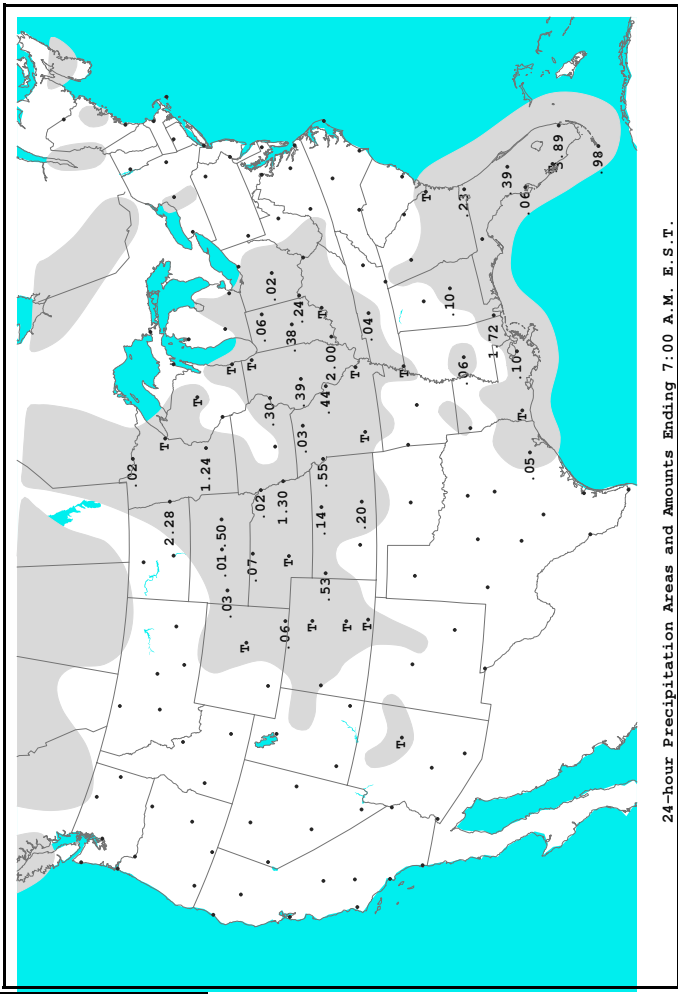 .02
T
2.28
T
1.24
.01 .50
.03
T
T
T
.07
.02
.06
.30
.02
1.30
.06
T
.38
.24
.39
.03
T
.14
T
.55
.44
.53
2.00
T
T
.20
T
T
.04
T
T
T
.10
.06
.23
1.72
.39
.10
T
.06
.05
.98
24-hour Precipitation Areas and Amounts Ending 7:00 A.M. E.S.T.